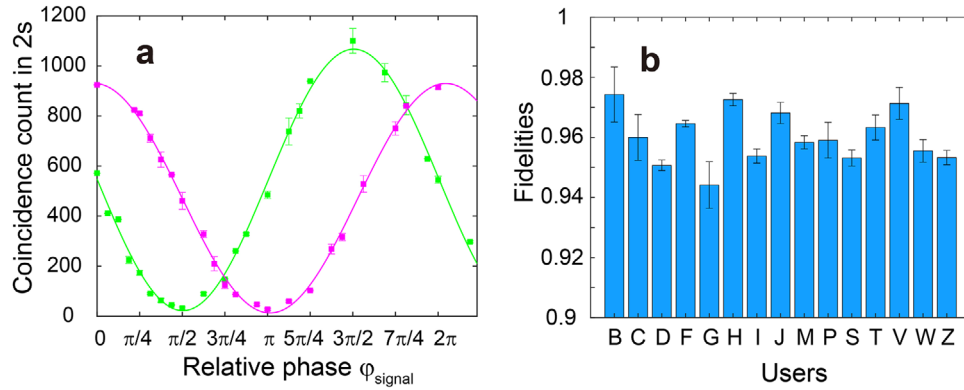 a
Coincidence count in 2s
1200
1000
800
600
400
200
0
0 π/4 π/2 3π/4 π 5π/4 3π/2 7π/4 2π
Relative phase φsignal
b
Fidelities
1
0.98
0.96
0.94
0.92
0.9
B C D F G H I J M P S T V W Z
Users